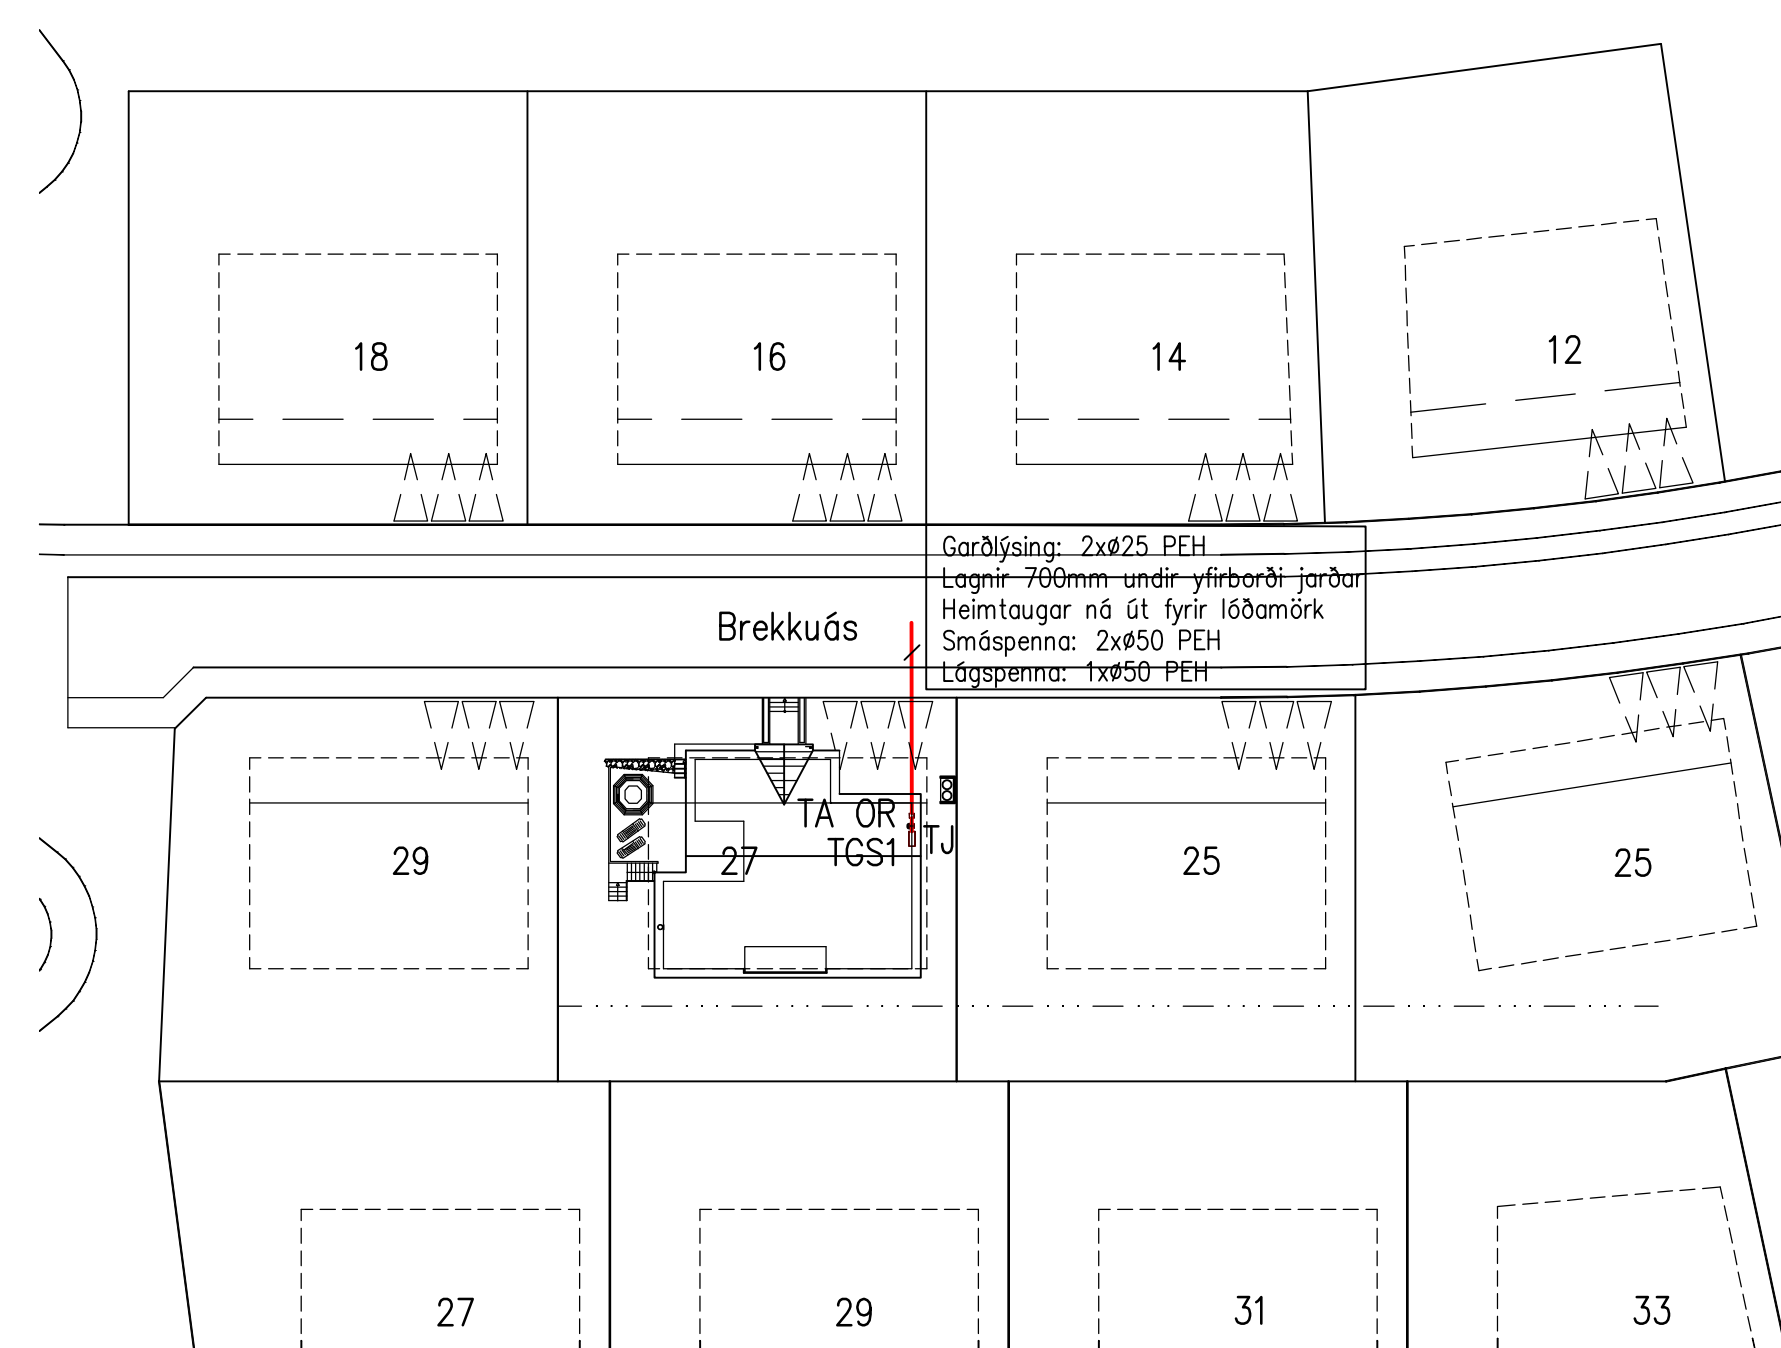 18
16
14
12
Garðlýsing: 2xø25 PEH
Lagnir 700mm undir yfirborði jarðar
Heimtaugar ná út fyrir lóðamörk
Smáspenna: 2xø50 PEH
Lágspenna: 1xø50 PEH
Brekkuás
TA OR
TGS1
TJ
29
27
25
25
27
29
31
33